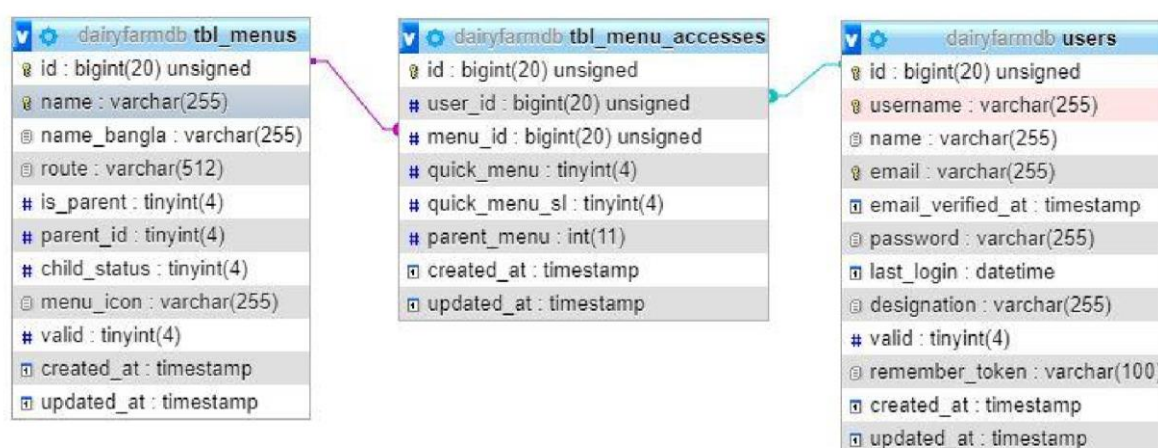 dairyfarmdb tbl_menus
id : bigint(20) unsigned
name : varchar(255)
name_bangla : varchar(255)
route : varchar(512)
is_parent : tinyint(4)
parent_id : tinyint(4)
child_status : tinyint(4)
menu_icon : varchar(255)
valid : tinyint(4)
created_at : timestamp
updated_at : timestamp
dairyfarmdb tbl_menu_accesses
id : bigint(20) unsigned
user_id : bigint(20) unsigned
menu_id : bigint(20) unsigned
quick_menu : tinyint(4)
quick_menu_sl : tinyint(4)
parent_menu : int(11)
created_at : timestamp
updated_at : timestamp
dairyfarmdb users
id : bigint(20) unsigned
username : varchar(255)
name : varchar(255)
email : varchar(255)
email_verified_at : timestamp
password : varchar(255)
last_login : datetime
designation : varchar(255)
valid : tinyint(4)
remember_token : varchar(100)
created_at : timestamp
updated_at : timestamp